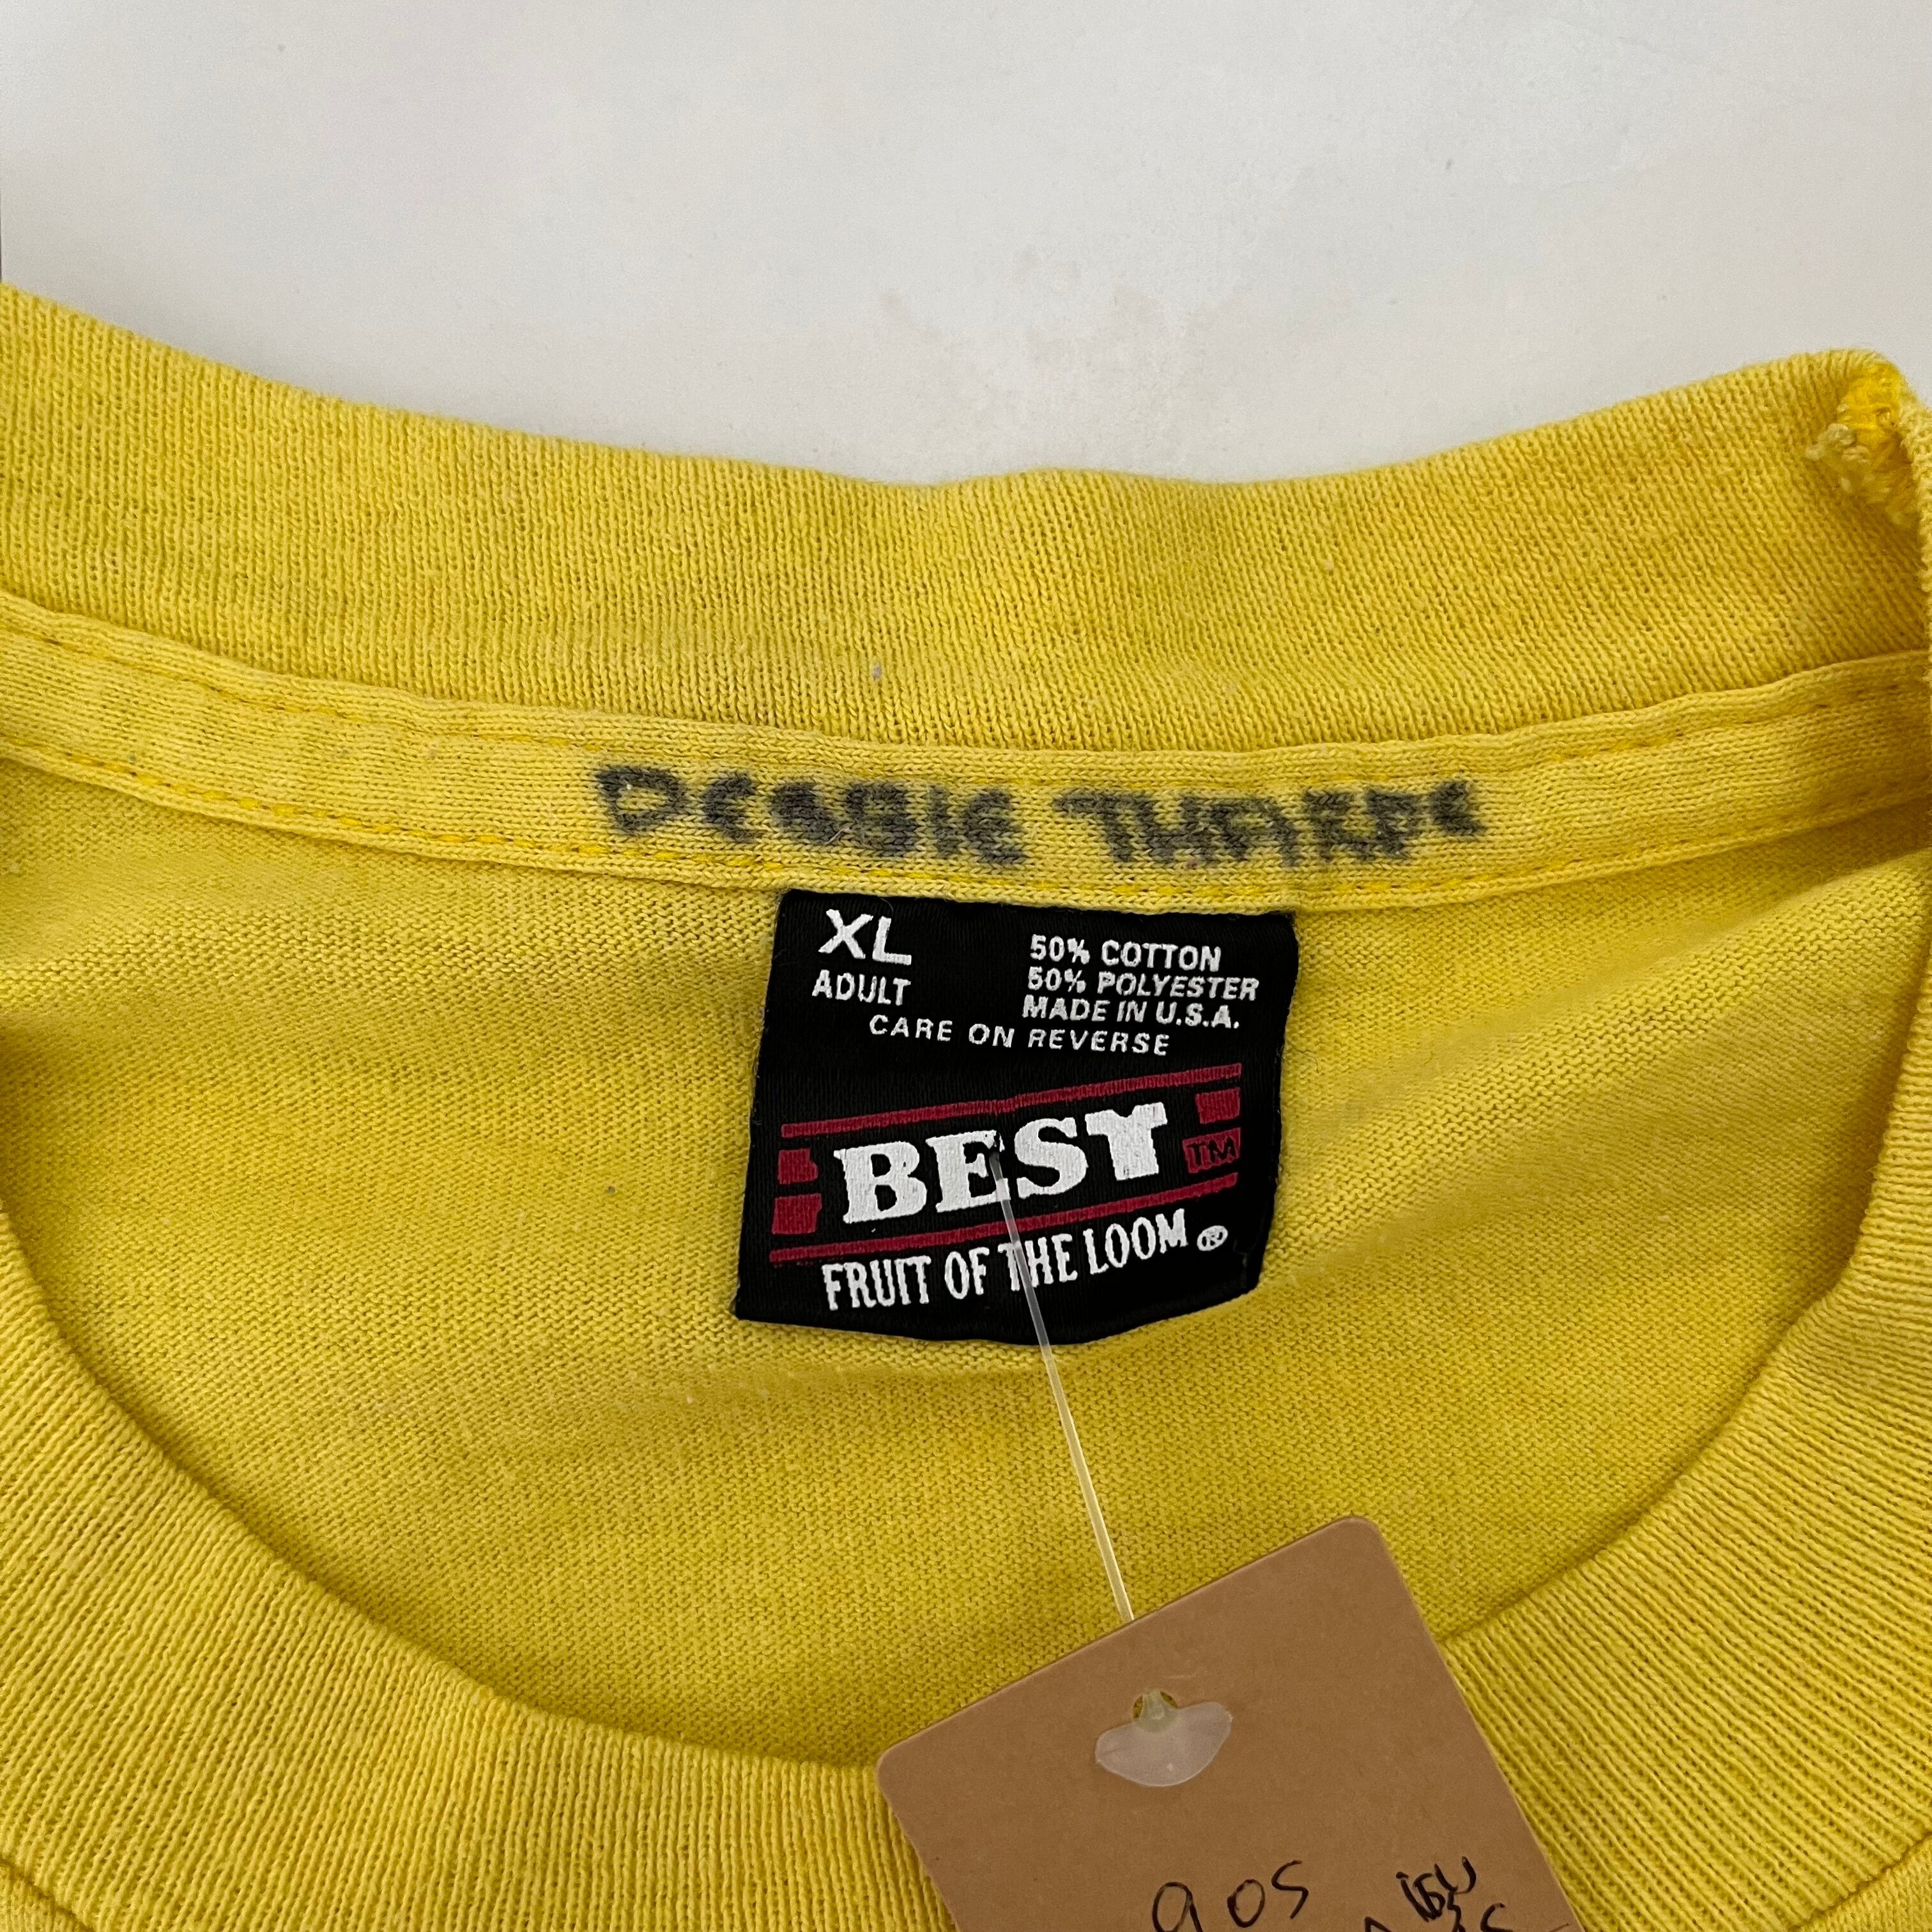 DEBBIE THARPE
XL
ADULT
50% COTTON
50% POLYESTER
MADE IN U.S.A.
CARE ON REVERSE
BEST TM
FRUIT OF THE LOOM ®
90s